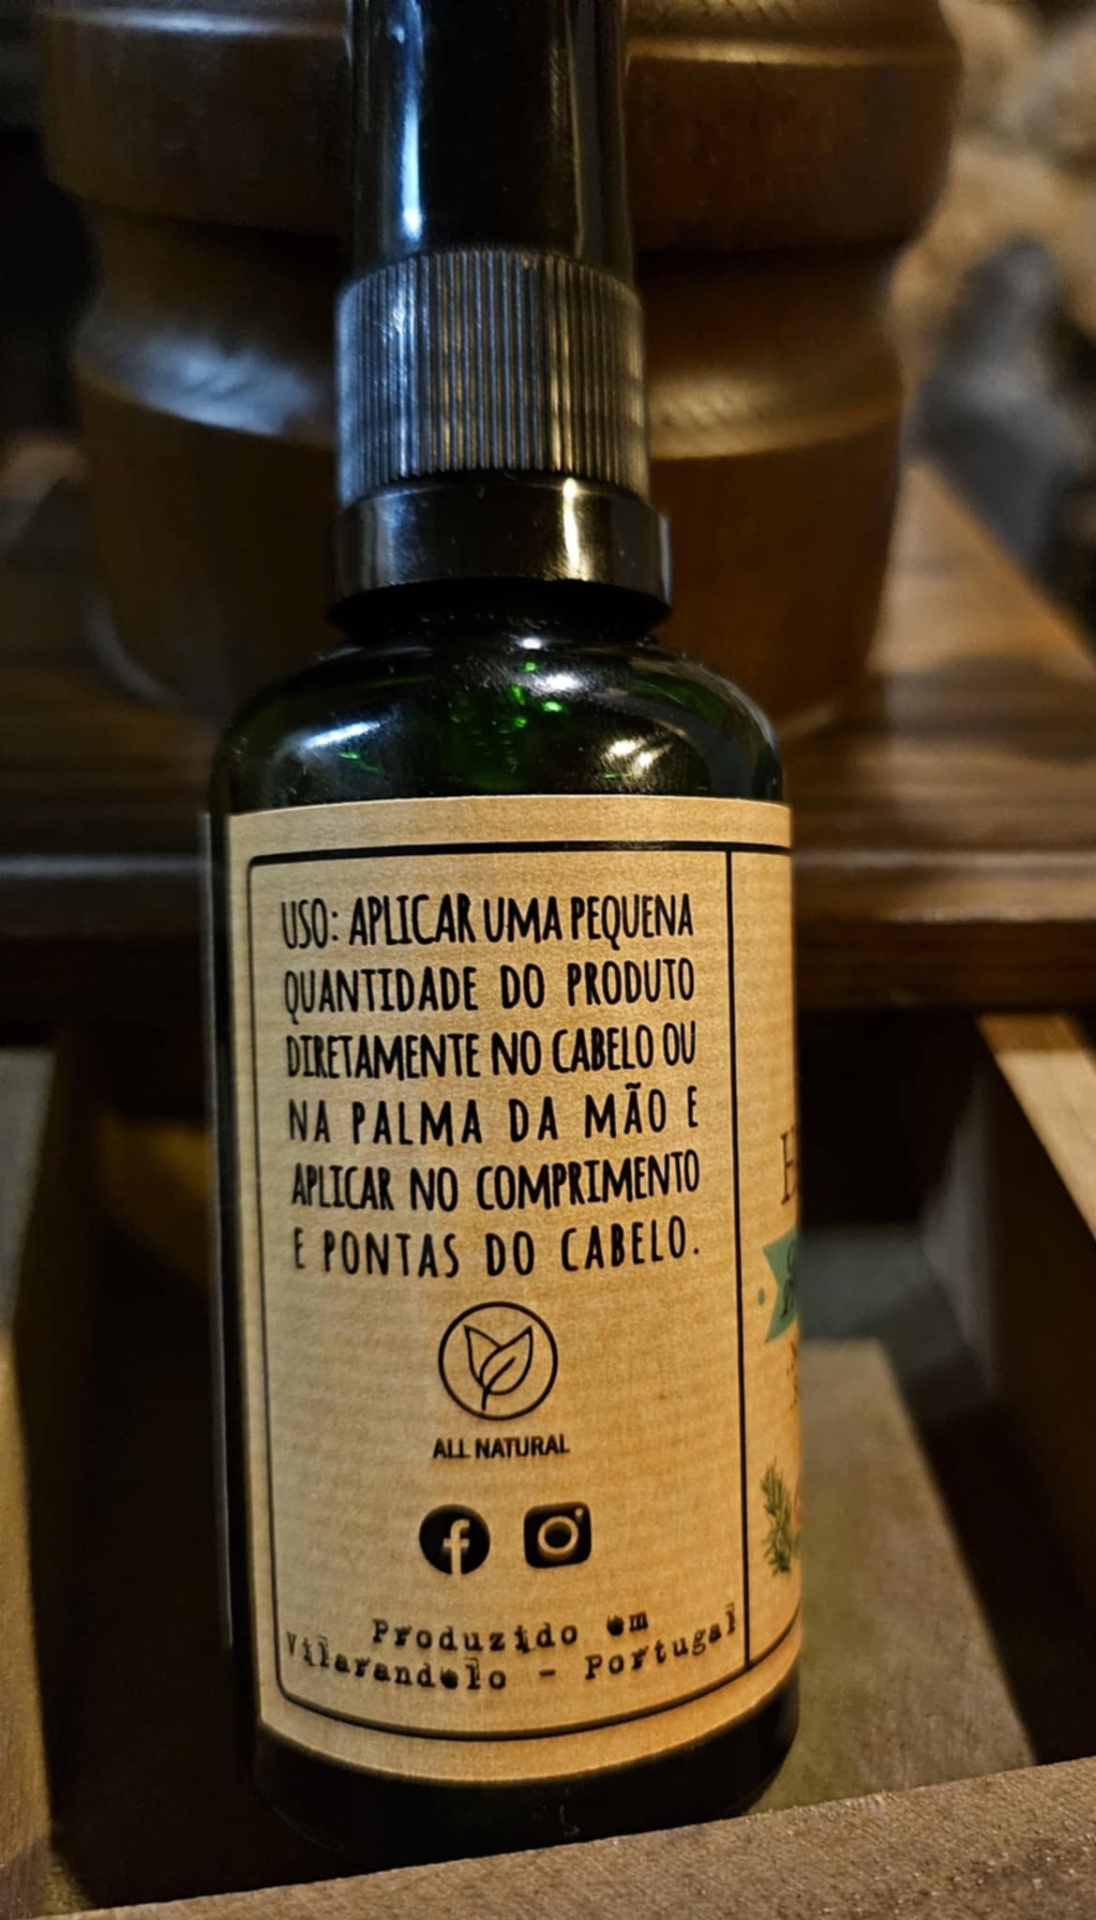 USO: APLICAR UMA PEQUENA
QUANTIDADE DO PRODUTO
DIRETAMENTE NO CABELO OU
NA PALMA DA MÃO E
APLICAR NO COMPRIMENTO
E PONTAS DO CABELO.
ALL NATURAL
Produzido em
Vilarandelo - Portugal